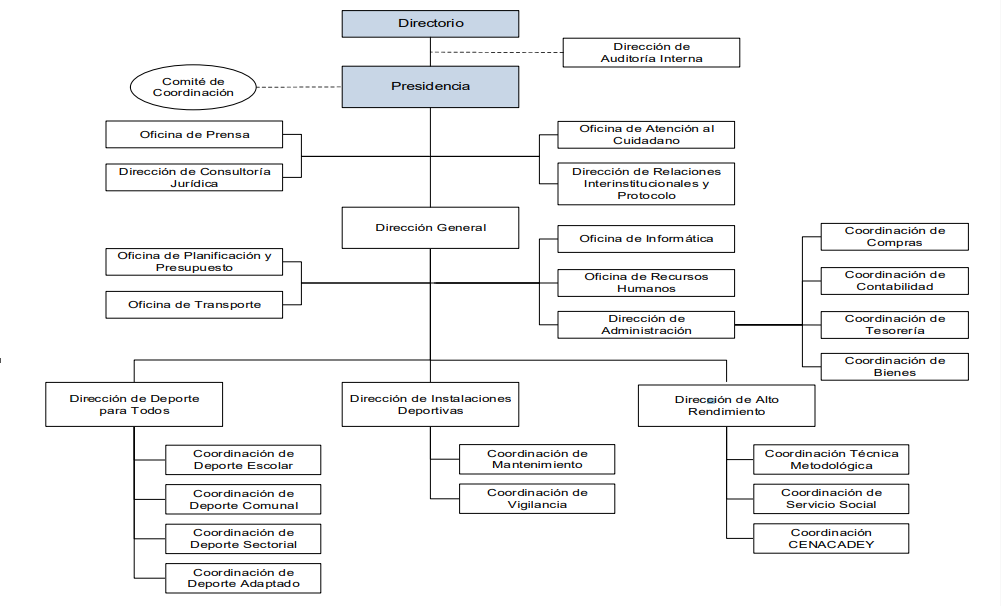 Directorio
Dirección de
Auditoría Interna
Comité de
Coordinación
Presidencia
Oficina de Prensa
Oficina de Atención al
Cuidadano
Dirección de Consultoría
Jurídica
Dirección de Relaciones
Interinstitucionales y
Protocolo
Dirección General
Oficina de Informática
Coordinación de
Compras
Oficina de Planificación y
Presupuesto
Oficina de Recursos
Humanos
Coordinación de
Contabilidad
Oficina de Transporte
Dirección de
Administración
Coordinación de
Tesorería
Coordinación de
Bienes
Dirección de Deporte
para Todos
Dirección de Instalaciones
Deportivas
Dirección de Alto
Rendimiento
Coordinación de
Deporte Escolar
Coordinación de
Deporte Comunal
Coordinación de
Deporte Sectorial
Coordinación de
Deporte Adaptado
Coordinación de
Mantenimiento
Coordinación de
Vigilancia
Coordinación Técnica
Metodológica
Coordinación de
Servicio Social
Coordinación
CENACADEY